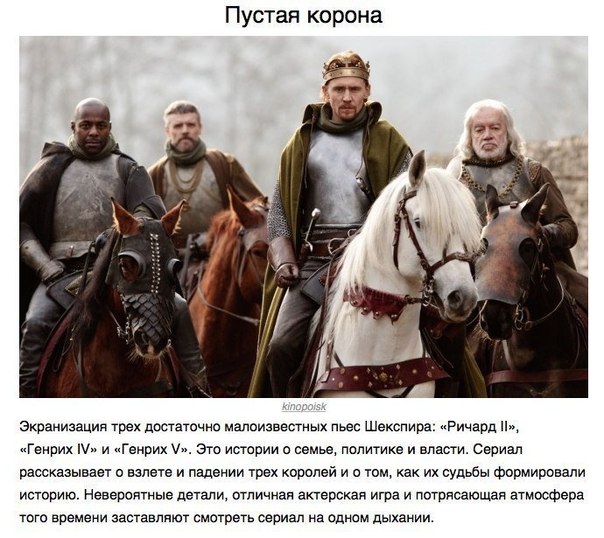 Пустая корона
kinopoisk
Экранизация трех достаточно малоизвестных пьес Шекспира: «Ричард II»,
«Генрих IV» и «Генрих V». Это истории о семье, политике и власти. Сериал
рассказывает о взлете и падении трех королей и о том, как их судьбы формировали
историю. Невероятные детали, отличная актерская игра и потрясающая атмосфера
того времени заставляют смотреть сериал на одном дыхании.